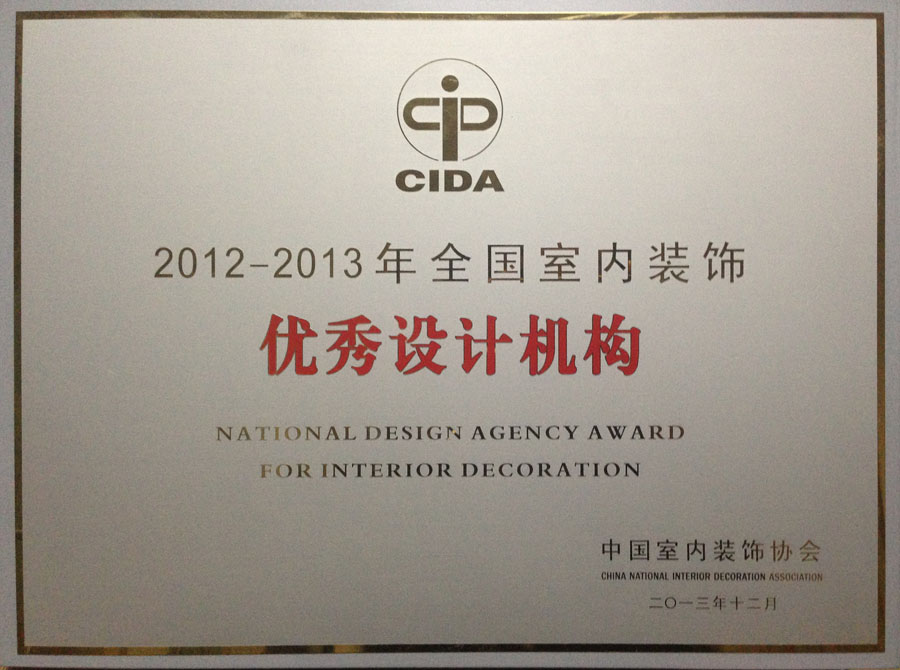 CIDA
2012-2013年全国室内装饰
优秀设计机构
NATIONAL DESIGN AGENCY AWARD
FOR INTERIOR DECORATION
中国室内装饰协会
CHINA NATIONAL INTERIOR DECORATION ASSOCIATION
二〇一三年十二月